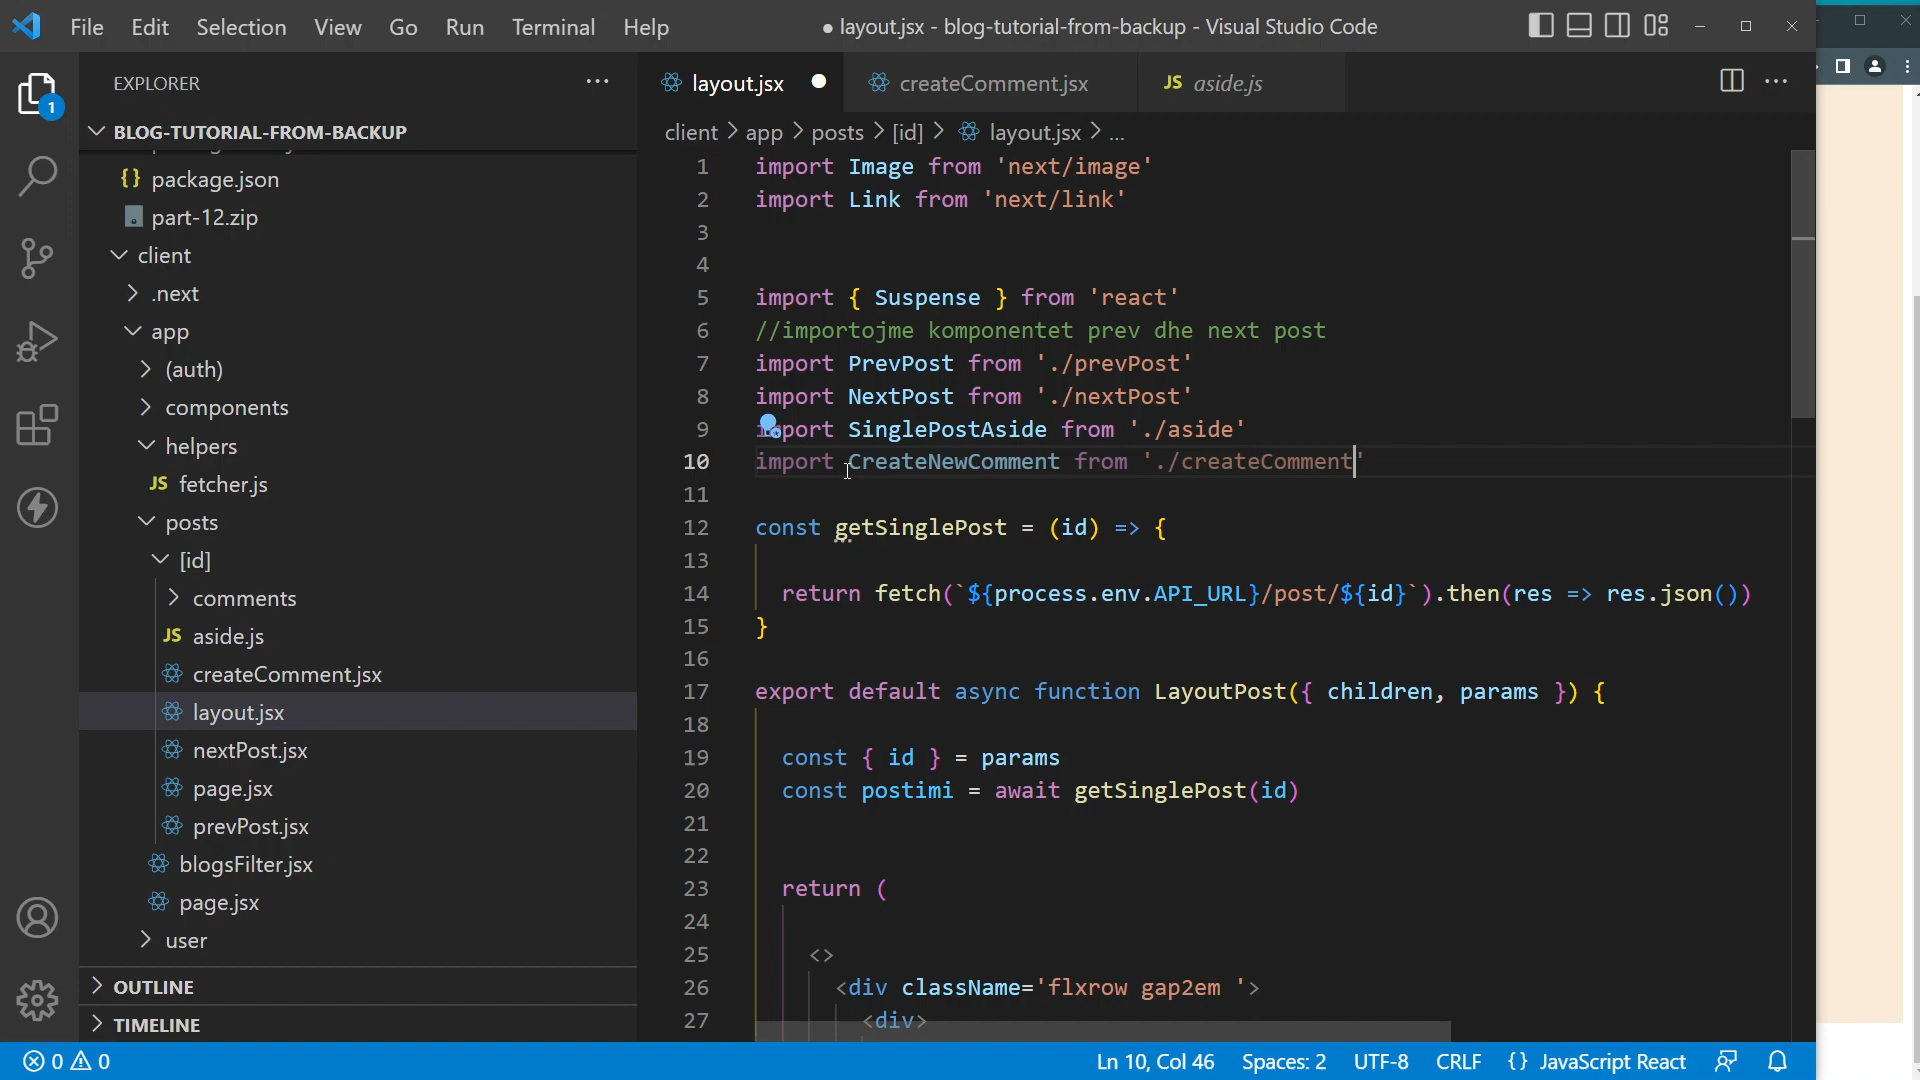 File Edit Selection View Go Run Terminal Help
● layout.jsx - blog-tutorial-from-backup - Visual Studio Code
EXPLORER
layout.jsx
createComment.jsx
JS aside.js
1
BLOG-TUTORIAL-FROM-BACKUP
client > app > posts > [id] > layout.jsx > ...
{} package.json
part-12.zip
client
.next
app
(auth)
components
helpers
JS fetcher.js
posts
[id]
comments
JS aside.js
createComment.jsx
layout.jsx
nextPost.jsx
page.jsx
prevPost.jsx
blogsFilter.jsx
page.jsx
user
OUTLINE
TIMELINE
1 import Image from 'next/image'
2 import Link from 'next/link'
3
4
5 import { Suspense } from 'react'
6 //importojme komponentet prev dhe next post
7 import PrevPost from './prevPost'
8 import NextPost from './nextPost'
9 import SinglePostAside from './aside'
10 import CreateNewComment from './createComment'
11
12 const getSinglePost = (id) => {
13
14 return fetch(`${process.env.API_URL}/post/${id}`).then(res => res.json())
15 }
16
17 export default async function LayoutPost({ children, params }) {
18
19 const { id } = params
20 const postimi = await getSinglePost(id)
21
22
23 return (
24
25 <>
26 <div className='flxrow gap2em '>
27 <div>
0 0
Ln 10, Col 46 Spaces: 2 UTF-8 CRLF {} JavaScript React